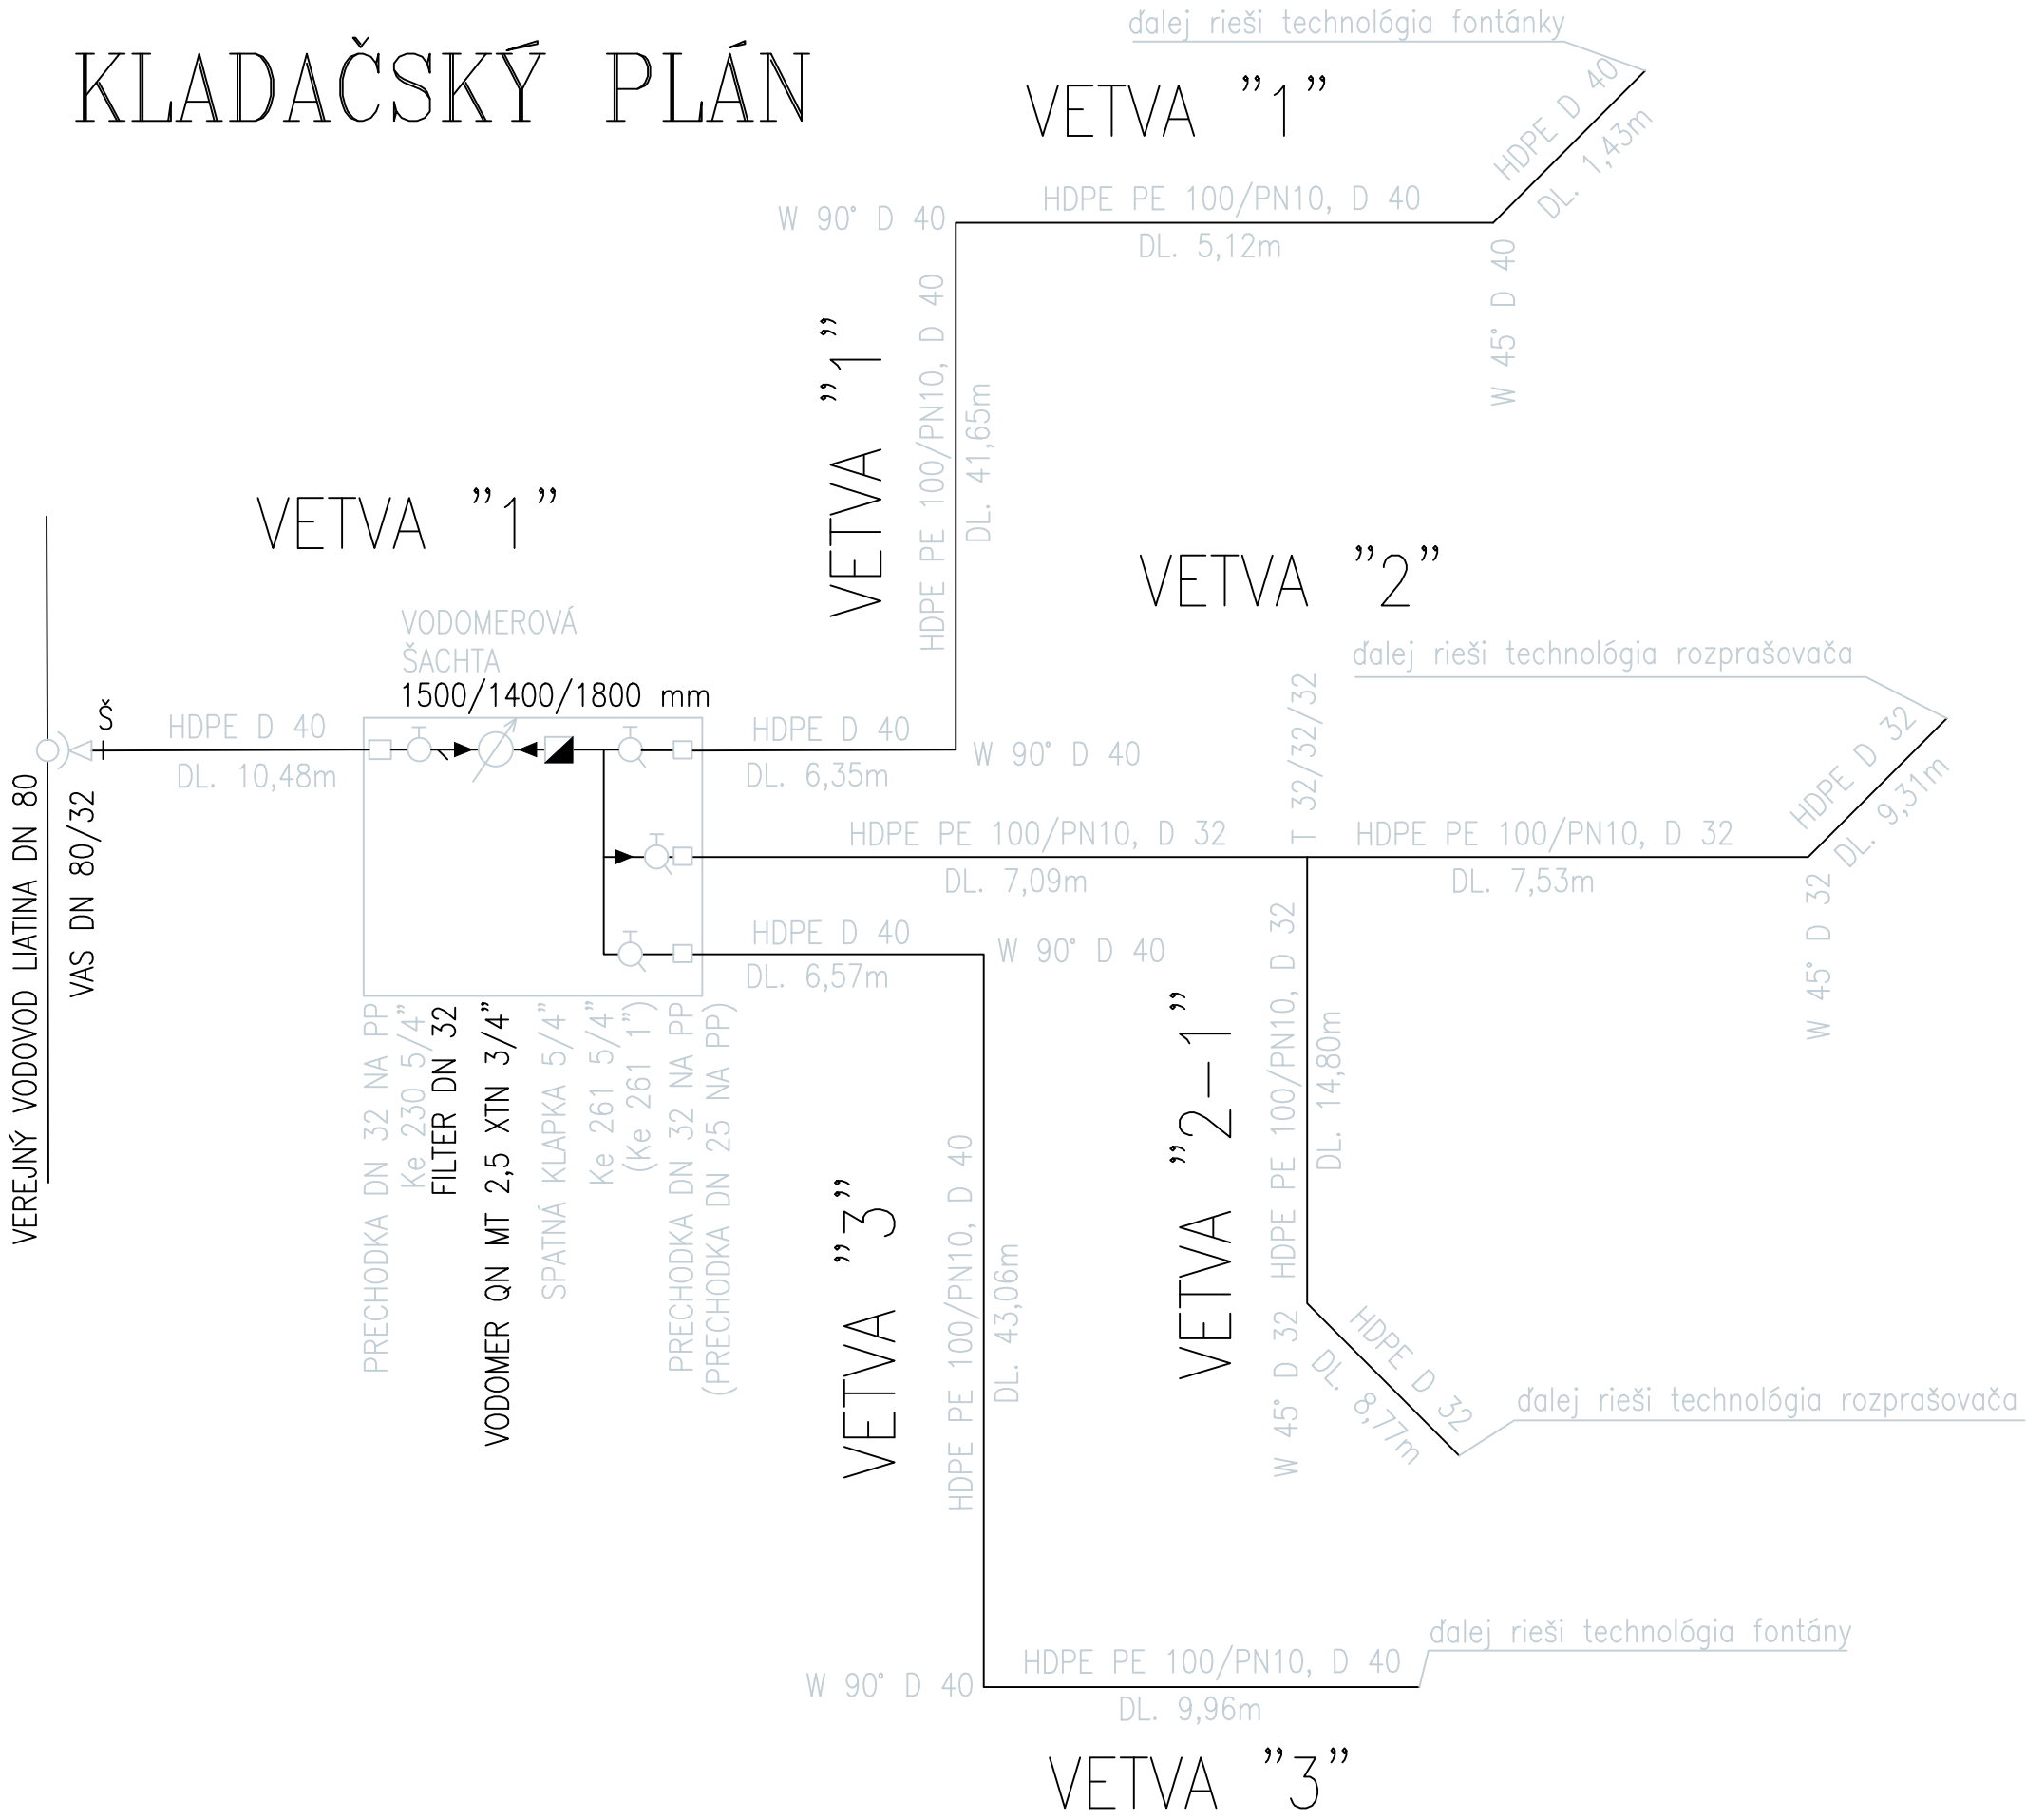 KLADAČSKÝ PLÁN
ďalej rieši technológia fontánky
VETVA "1"
HDPE D 40
DL. 1,43m
HDPE PE 100/PN10, D 40
W 90° D 40
DL. 5,12m
W 45° D 40
VETVA "1"
HDPE PE 100/PN10, D 40
DL. 41,65m
VETVA "1"
VETVA "2"
VODOMEROVÁ
ŠACHTA
1500/1400/1800 mm
ďalej rieši technológia rozprašovača
T 32/32/32
Š
HDPE D 40
DL. 10,48m
HDPE D 40
DL. 6,35m
W 90° D 40
HDPE D 32
DL. 9,31m
HDPE PE 100/PN10, D 32
DL. 7,09m
HDPE PE 100/PN10, D 32
DL. 7,53m
W 45° D 32
VEREJNÝ VODOVOD LIATINA DN 80
VAS DN 80/32
HDPE D 40
DL. 6,57m
W 90° D 40
PRECHODKA DN 32 NA PP
Ke 230 5/4"
FILTER DN 32
VODOMER QN MT 2,5 XTN 3/4"
SPATNÁ KLAPKA 5/4"
Ke 261 5/4"
(Ke 261 1")
PRECHODKA DN 32 NA PP
(PRECHODKA DN 25 NA PP)
VETVA "2-1"
HDPE PE 100/PN10, D 32
DL. 14,80m
VETVA "3"
HDPE PE 100/PN10, D 40
DL. 43,06m
W 45° D 32
HDPE D 32
DL. 8,77m
ďalej rieši technológia rozprašovača
ďalej rieši technológia fontány
HDPE PE 100/PN10, D 40
W 90° D 40
DL. 9,96m
VETVA "3"